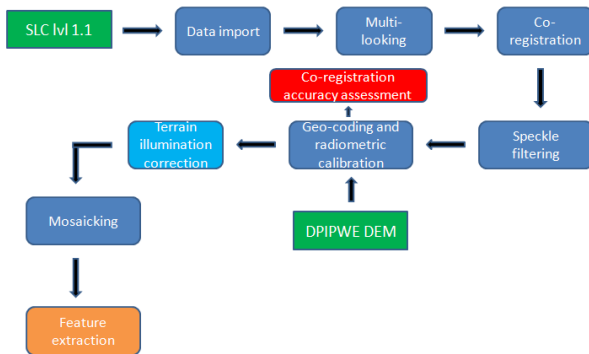 SLC lvl 1.1
Data import
Multi-
looking
Co-
registration
Co-registration
accuracy assessment
Terrain
illumination
correction
Geo-coding and
radiometric
calibration
Speckle
filtering
Mosaicking
DPIPWE DEM
Feature
extraction